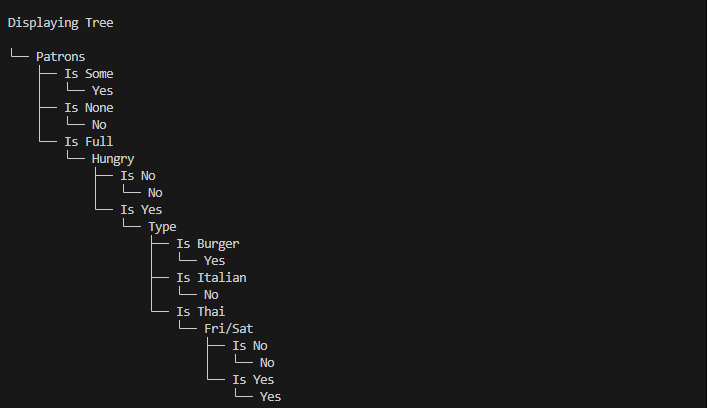 Displaying Tree
└── Patrons
    ├── Is Some
    │   └── Yes
    ├── Is None
    │   └── No
    └── Is Full
        └── Hungry
            ├── Is No
            │   └── No
            └── Is Yes
                └── Type
                    ├── Is Burger
                    │   └── Yes
                    ├── Is Italian
                    │   └── No
                    └── Is Thai
                        └── Fri/Sat
                            ├── Is No
                            │   └── No
                            └── Is Yes
                                └── Yes